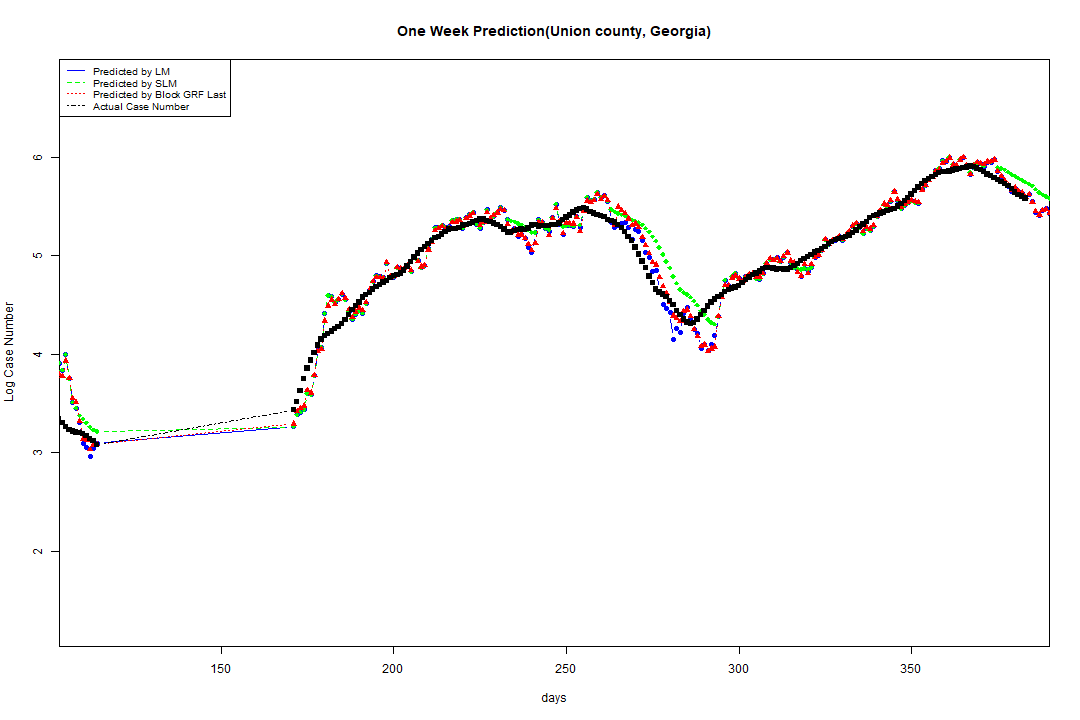 One Week Prediction(Union county, Georgia)
Predicted by LM
Predicted by SLM
Predicted by Block GRF Last
Actual Case Number
6
5
4
3
2
Log Case Number
150
200
250
300
350
days